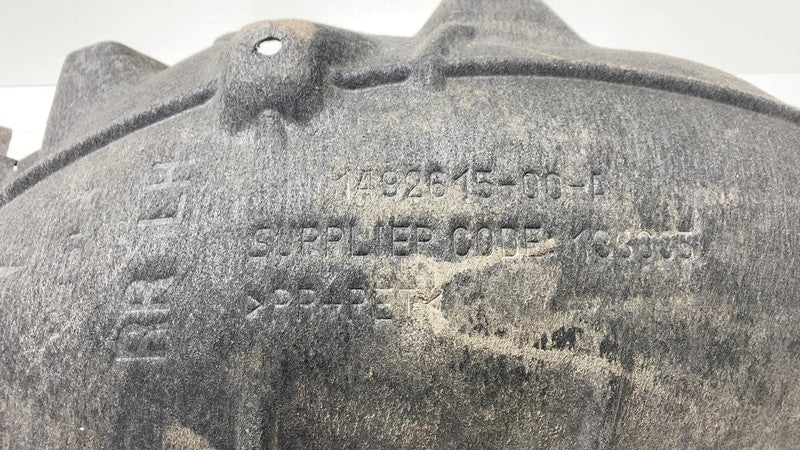 1492615-00-A
SUPPLIER CODE:
>PP+PET<
RR LH